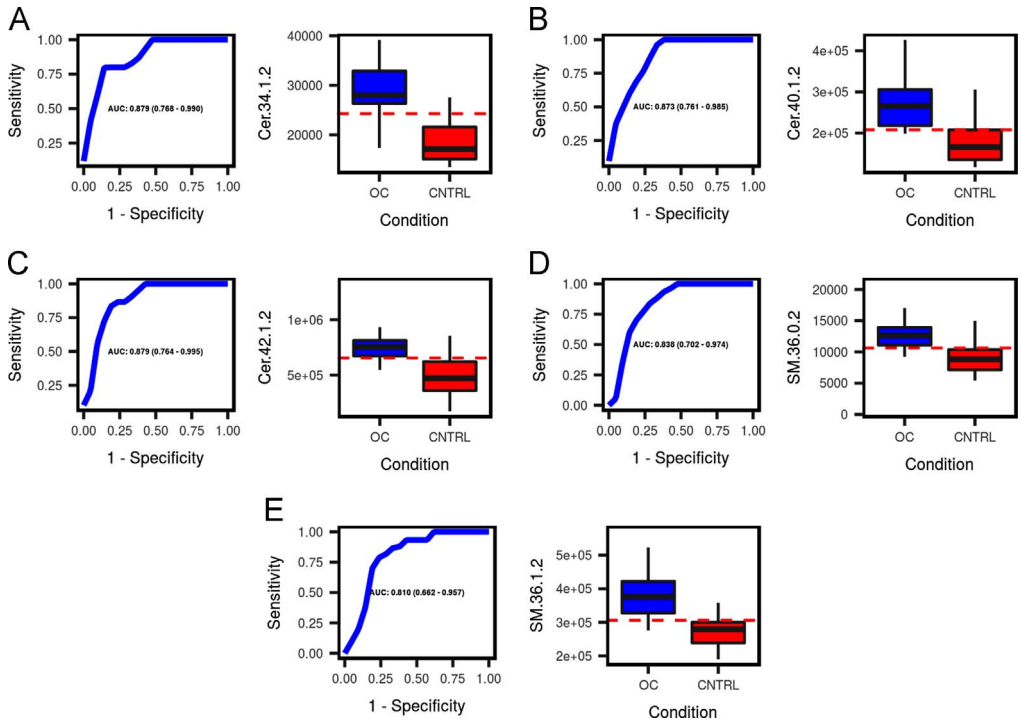 A
Sensitivity
1.00
0.75
0.50
0.25
AUC: 0.879 (0.768 - 0.990)
0.00 0.25 0.50 0.75 1.00
1 - Specificity
Cer.34.1.2
40000
30000
20000
OC CNTRL
Condition
B
Sensitivity
1.00
0.75
0.50
0.25
AUC: 0.873 (0.761 - 0.985)
0.00 0.25 0.50 0.75 1.00
1 - Specificity
Cer.40.1.2
4e+05
3e+05
2e+05
OC CNTRL
Condition
C
Sensitivity
1.00
0.75
0.50
0.25
AUC: 0.879 (0.764 - 0.995)
0.00 0.25 0.50 0.75 1.00
1 - Specificity
Cer.42.1.2
1e+06
5e+05
OC CNTRL
Condition
D
Sensitivity
1.00
0.75
0.50
0.25
0.00
AUC: 0.838 (0.702 - 0.974)
0.00 0.25 0.50 0.75 1.00
1 - Specificity
SM.36.0.2
20000
15000
10000
5000
0
OC CNTRL
Condition
E
Sensitivity
1.00
0.75
0.50
0.25
0.00
AUC: 0.810 (0.662 - 0.957)
0.00 0.25 0.50 0.75 1.00
1 - Specificity
SM.36.1.2
5e+05
4e+05
3e+05
2e+05
OC CNTRL
Condition